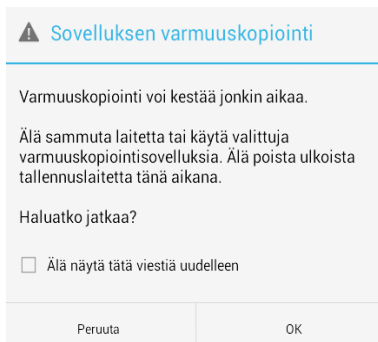 Sovelluksen varmuuskopiointi
Varmuuskopiointi voi kestää jonkin aikaa.
Älä sammuta laitetta tai käytä valittuja
varmuuskopiointisovelluksia. Älä poista ulkoista
tallennuslaitetta tänä aikana.
Haluatko jatkaa?
Älä näytä tätä viestiä uudelleen
Peruuta
OK